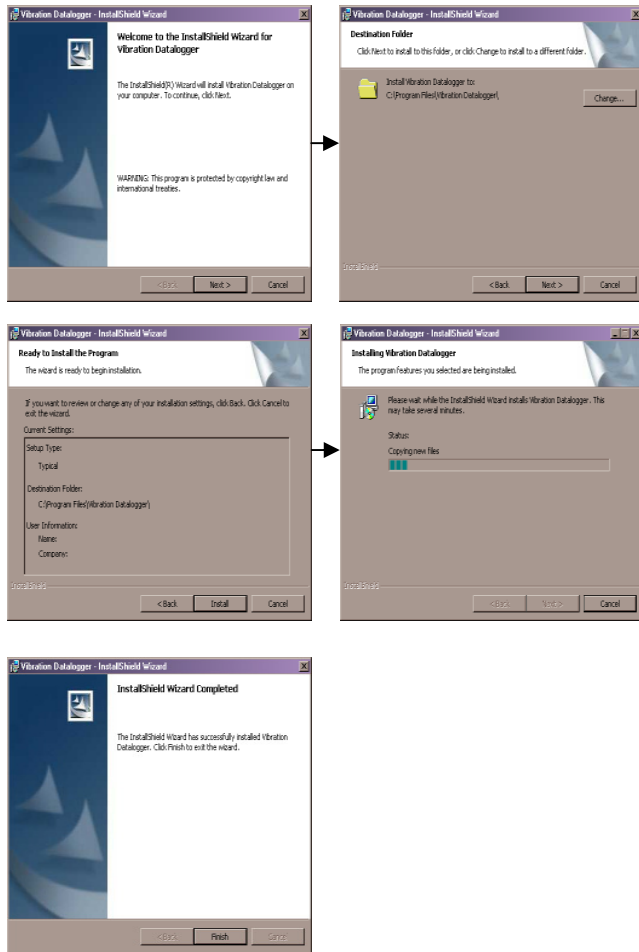 Vibration Datalogger - InstallShield Wizard
Welcome to the InstallShield Wizard for
Vibration Datalogger
The InstallShield(R) Wizard will install Vibration Datalogger on
your computer. To continue, click Next.
WARNING: This program is protected by copyright law and
international treaties.
< Back
Next >
Cancel
Vibration Datalogger - InstallShield Wizard
Destination Folder
Click Next to install to this folder, or click Change to install to a different folder.
Install Vibration Datalogger to:
C:\Program Files\Vibration Datalogger\
Change...
InstallShield
< Back
Next >
Cancel
Vibration Datalogger - InstallShield Wizard
Ready to Install the Program
The wizard is ready to begin installation.
If you want to review or change any of your installation settings, click Back. Click Cancel to
exit the wizard.
Current Settings:
Setup Type:
Typical
Destination Folder:
C:\Program Files\Vibration Datalogger\
User Information:
Name:
Company:
InstallShield
< Back
Install
Cancel
Vibration Datalogger - InstallShield Wizard
Installing Vibration Datalogger
The program features you selected are being installed.
Please wait while the InstallShield Wizard installs Vibration Datalogger. This
may take several minutes.
Status:
Copying new files
InstallShield
< Back
Next >
Cancel
Vibration Datalogger - InstallShield Wizard
InstallShield Wizard Completed
The InstallShield Wizard has successfully installed Vibration
Datalogger. Click Finish to exit the wizard.
< Back
Finish
Cancel